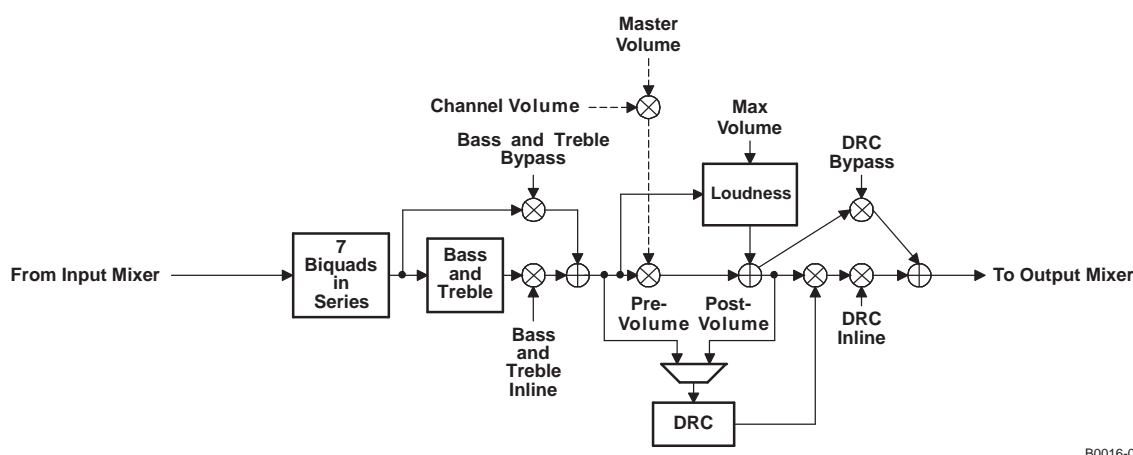 Master
Volume
Channel Volume
Max
Volume
Bass and Treble
Bypass
DRC
Bypass
Loudness
7
Biquads
in
Series
Bass
and
Treble
From Input Mixer
To Output Mixer
Pre-
Volume
Post-
Volume
Bass
and
Treble
Inline
DRC
Inline
DRC